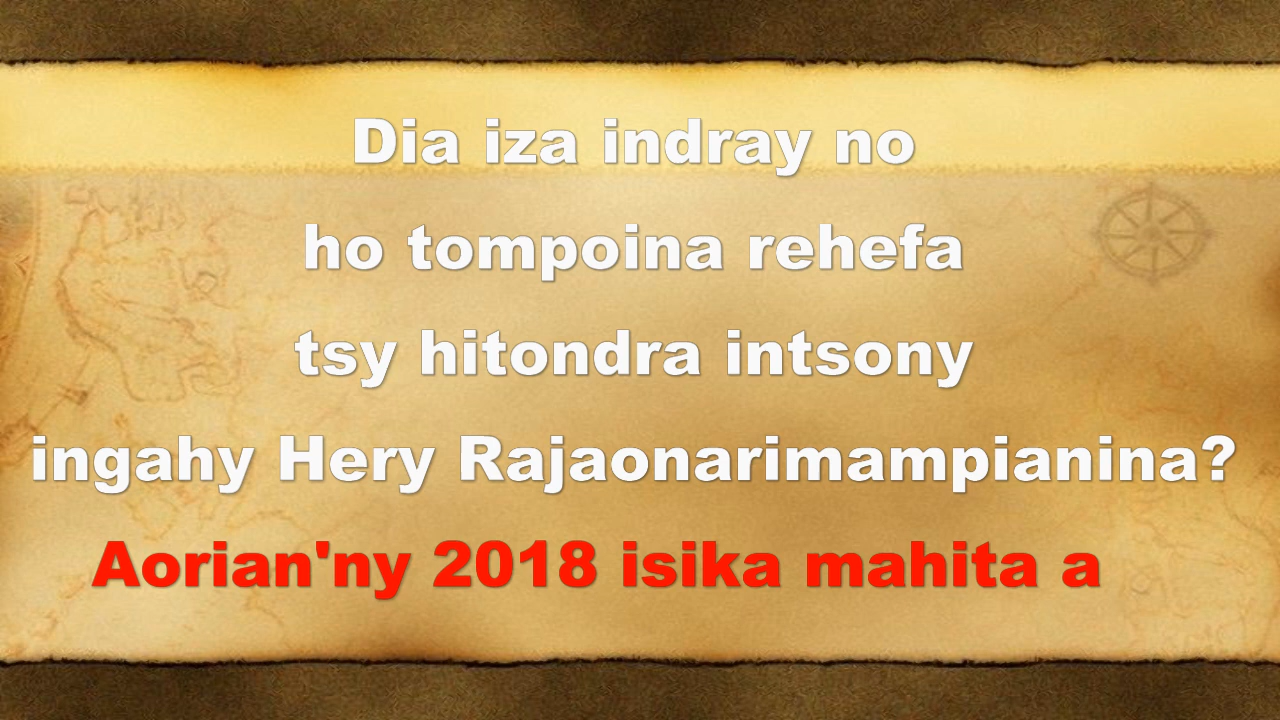 Dia iza indray no
ho tompoina rehefa
tsy hitondra intsony
ingahy Hery Rajaonarimampianina?
Aorian'ny 2018 isika mahita a